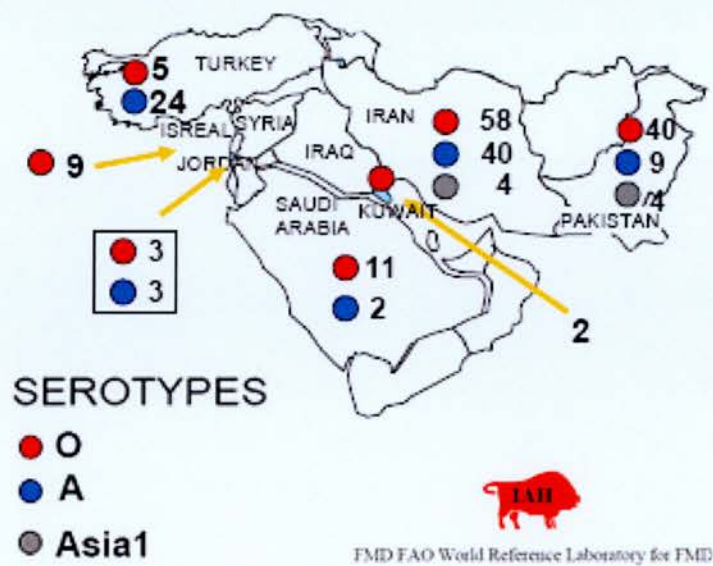 5
TURKEY
24
ISREAL
SYRIA
IRAN
58
40
9
IRAQ
40
9
JORDAN
4
4
SAUDI
ARABIA
KUWAIT
PAKISTAN
3
3
11
2
2
SEROTYPES
O
A
Asia1
IAH
FMD FAO World Reference Laboratory for FMD